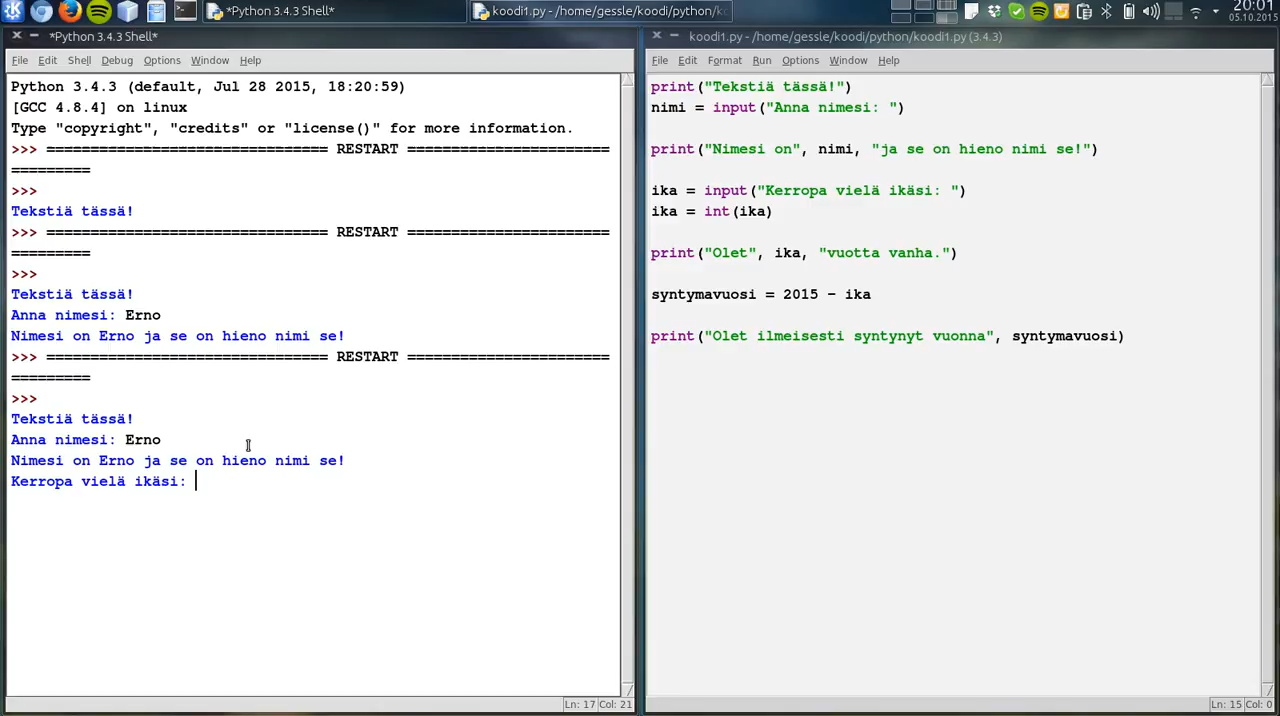 *Python 3.4.3 Shell*
koodi1.py - /home/gessle/koodi/python/k
20:01
05.10.2015
*Python 3.4.3 Shell*
File Edit Shell Debug Options Window Help
Python 3.4.3 (default, Jul 28 2015, 18:20:59)
[GCC 4.8.4] on linux
Type "copyright", "credits" or "license()" for more information.
>>> ================================ RESTART =======================
=========
>>>
Tekstiä tässä!
>>> ================================ RESTART =======================
=========
>>>
Tekstiä tässä!
Anna nimesi: Erno
Nimesi on Erno ja se on hieno nimi se!
>>> ================================ RESTART =======================
=========
>>>
Tekstiä tässä!
Anna nimesi: Erno
Nimesi on Erno ja se on hieno nimi se!
Kerropa vielä ikäsi:
Ln: 17 Col: 21
koodi1.py - /home/gessle/koodi/python/koodi1.py (3.4.3)
File Edit Format Run Options Window Help
print("Tekstiä tässä!")
nimi = input("Anna nimesi: ")
print("Nimesi on", nimi, "ja se on hieno nimi se!")
ika = input("Kerropa vielä ikäsi: ")
ika = int(ika)
print("Olet", ika, "vuotta vanha.")
syntymavuosi = 2015 - ika
print("Olet ilmeisesti syntynyt vuonna", syntymavuosi)
Ln: 15 Col: 0